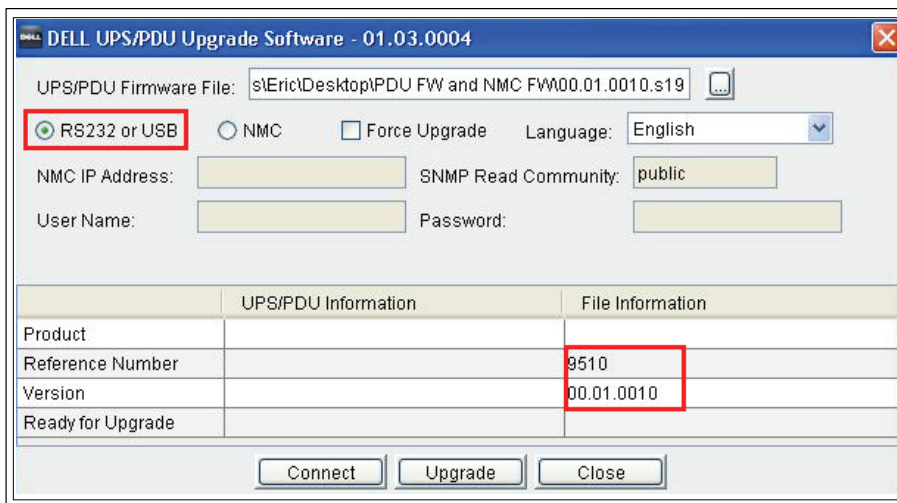 DELL DELL UPS/PDU Upgrade Software - 01.03.0004
UPS/PDU Firmware File: s\Eric\Desktop\PDU FW and NMC FW\00.01.0010.s19 ...
RS232 or USB NMC Force Upgrade Language: English
NMC IP Address: SNMP Read Community: public
User Name: Password:
UPS/PDU Information File Information
Product
Reference Number 9510
Version 00.01.0010
Ready for Upgrade
Connect Upgrade Close